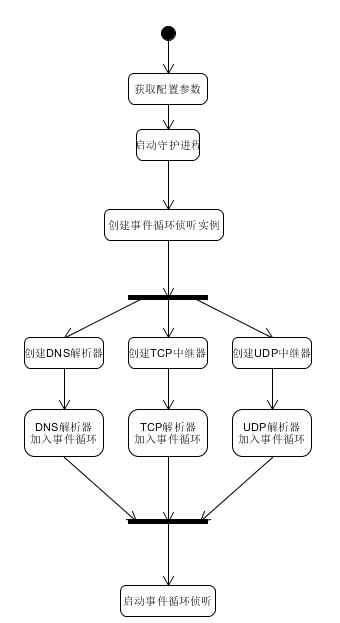 获取配置参数
启动守护进程
创建事件循环侦听实例
创建DNS解析器
创建TCP中继器
创建UDP中继器
DNS解析器
加入事件循环
TCP解析器
加入事件循环
UDP解析器
加入事件循环
启动事件循环侦听